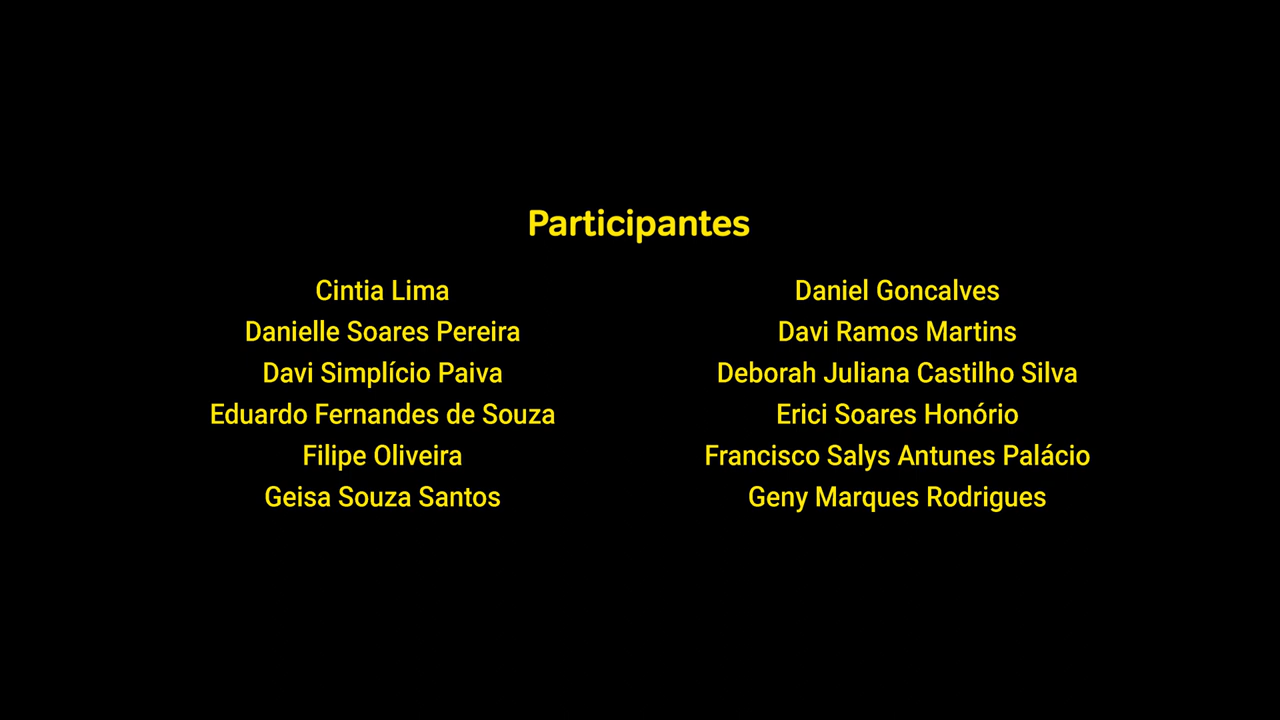 Participantes
Cintia Lima
Daniel Goncalves
Danielle Soares Pereira
Davi Ramos Martins
Davi Simplício Paiva
Deborah Juliana Castilho Silva
Eduardo Fernandes de Souza
Erici Soares Honório
Filipe Oliveira
Francisco Salys Antunes Palácio
Geisa Souza Santos
Geny Marques Rodrigues